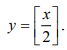 y = [x/2].